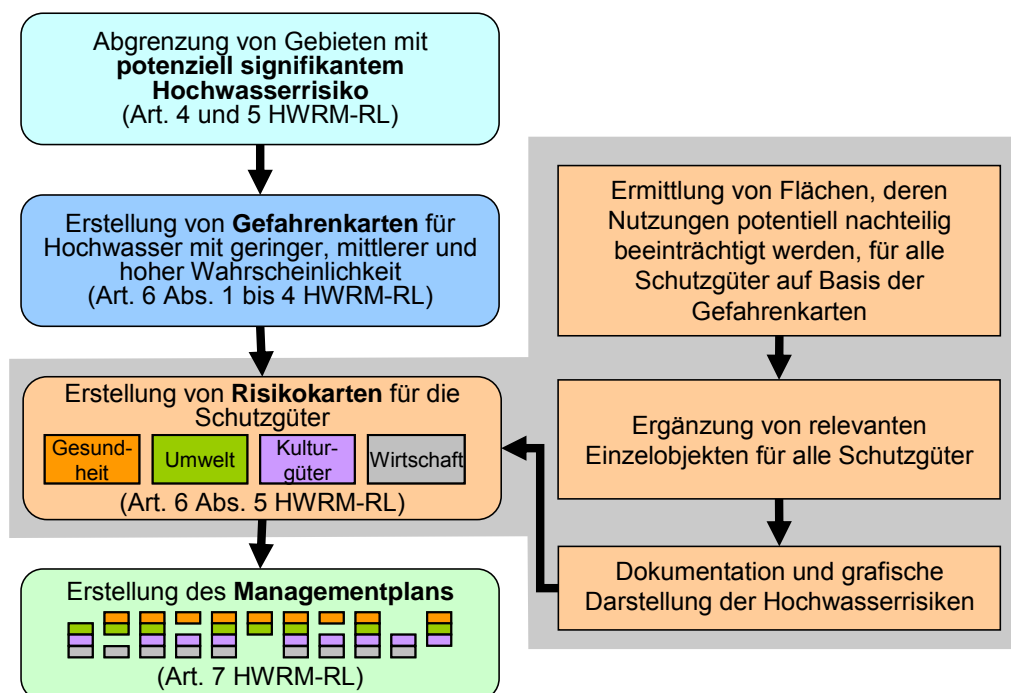 Abgrenzung von Gebieten mit
potenziell signifikantem
Hochwasserrisiko
(Art. 4 und 5 HWRM-RL)
Erstellung von Gefahrenkarten für
Hochwasser mit geringer, mittlerer und
hoher Wahrscheinlichkeit
(Art. 6 Abs. 1 bis 4 HWRM-RL)
Erstellung von Risikokarten für die
Schutzgüter
Gesund-
heit
Umwelt
Kultur-
güter
Wirtschaft
(Art. 6 Abs. 5 HWRM-RL)
Erstellung des Managementplans
(Art. 7 HWRM-RL)
Ermittlung von Flächen, deren
Nutzungen potentiell nachteilig
beeinträchtigt werden, für alle
Schutzgüter auf Basis der
Gefahrenkarten
Ergänzung von relevanten
Einzelobjekten für alle Schutzgüter
Dokumentation und grafische
Darstellung der Hochwasserrisiken